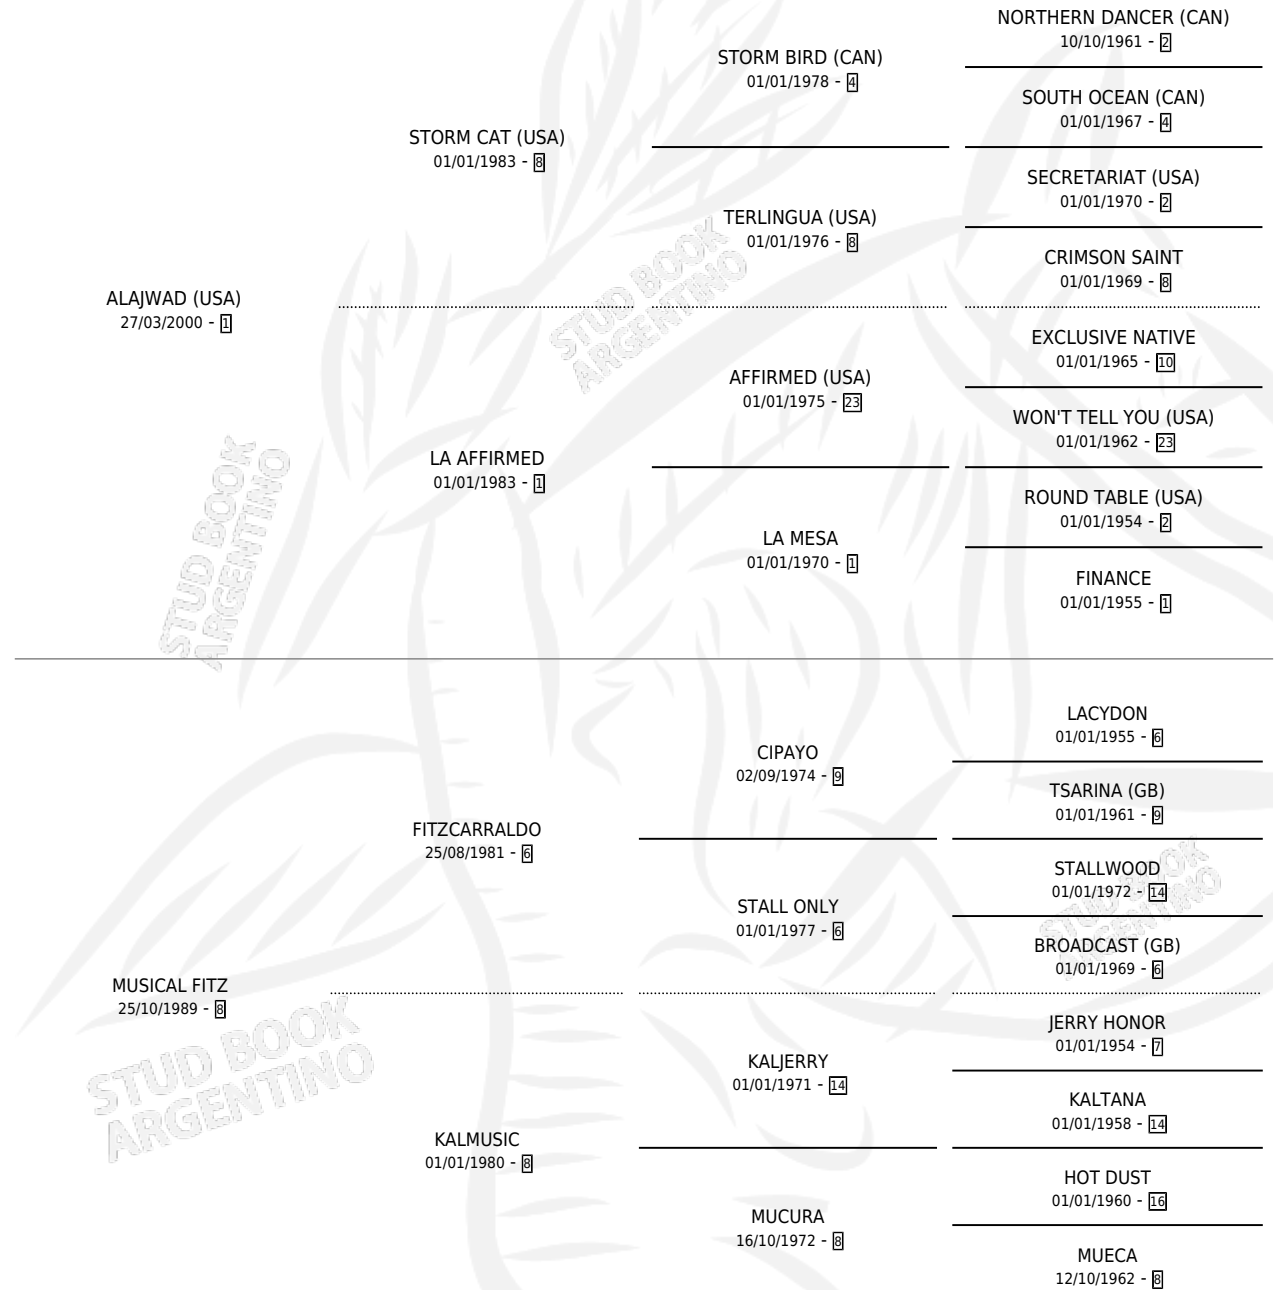 NORTHERN DANCER (CAN)
10/10/1961 - 2
STORM BIRD (CAN)
01/01/1978 - 4
SOUTH OCEAN (CAN)
01/01/1967 - 4
STORM CAT (USA)
01/01/1983 - 8
SECRETARIAT (USA)
01/01/1970 - 2
TERLINGUA (USA)
01/01/1976 - 8
CRIMSON SAINT
01/01/1969 - 8
ALAJWAD (USA)
27/03/2000 - 1
EXCLUSIVE NATIVE
01/01/1965 - 10
AFFIRMED (USA)
01/01/1975 - 23
WON'T TELL YOU (USA)
01/01/1962 - 23
LA AFFIRMED
01/01/1983 - 1
ROUND TABLE (USA)
01/01/1954 - 2
LA MESA
01/01/1970 - 1
FINANCE
01/01/1955 - 1
LACYDON
01/01/1955 - 6
CIPAYO
02/09/1974 - 9
TSARINA (GB)
01/01/1961 - 9
FITZCARRALDO
25/08/1981 - 6
STALLWOOD
01/01/1972 - 14
STALL ONLY
01/01/1977 - 6
BROADCAST (GB)
01/01/1969 - 6
MUSICAL FITZ
25/10/1989 - 8
JERRY HONOR
01/01/1954 - 7
KALJERRY
01/01/1971 - 14
KALTANA
01/01/1958 - 14
KALMUSIC
01/01/1980 - 8
HOT DUST
01/01/1960 - 16
MUCURA
16/10/1972 - 8
MUECA
12/10/1962 - 8
STUD BOOK
ARGENTINO
STUD BOOK
ARGENTINO
STUD BOOK
ARGENTINO
STUD BOOK
ARGENTINO